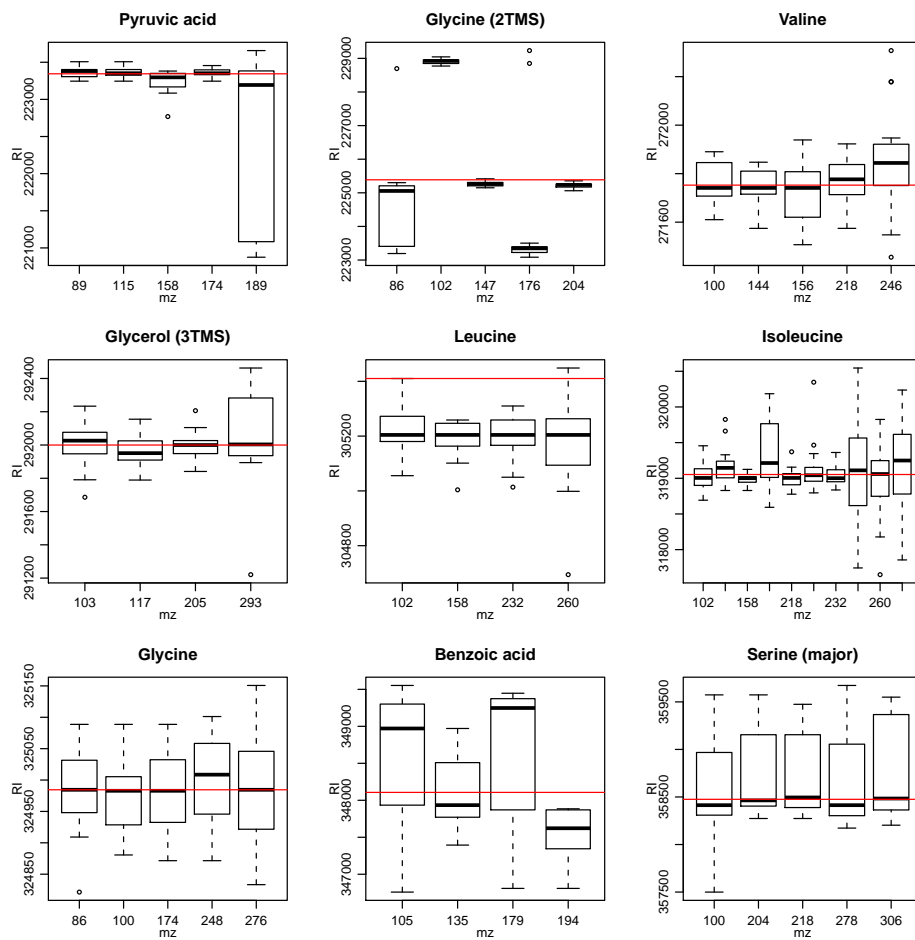 Pyruvic acid
RI
221000 222000 223000
89 115 158 174 189
mz
Glycine (2TMS)
RI
223000 225000 227000 229000
86 102 147 176 204
mz
Valine
RI
271600 272000
100 144 156 218 246
mz
Glycerol (3TMS)
RI
291200 291600 292000 292400
103 117 205 293
mz
Leucine
RI
304800 305200
102 158 232 260
mz
Isoleucine
RI
318000 319000 320000
102 158 218 232 260
mz
Glycine
RI
324850 324950 325050 325150
86 100 174 248 276
mz
Benzoic acid
RI
347000 348000 349000
105 135 179 194
mz
Serine (major)
RI
357500 358500 359500
100 204 218 278 306
mz